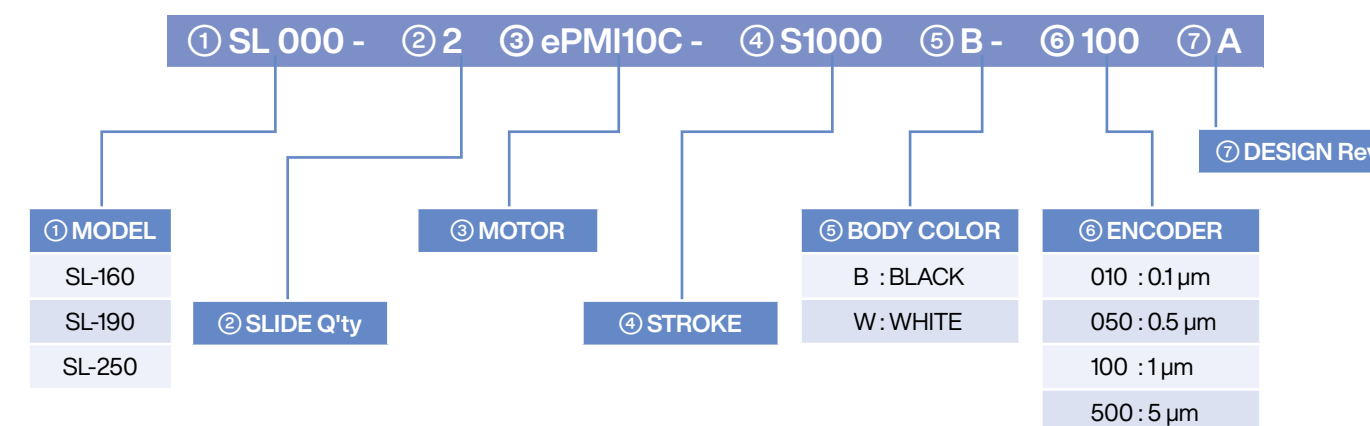 ① SL 000 - ② 2 ③ ePMI10C - ④ S1000 ⑤ B - ⑥ 100 ⑦ A
⑦ DESIGN Rev
① MODEL
SL-160
SL-190
SL-250
② SLIDE Q'ty
③ MOTOR
④ STROKE
⑤ BODY COLOR
B : BLACK
W : WHITE
⑥ ENCODER
010 : 0.1 µm
050 : 0.5 µm
100 : 1 µm
500 : 5 µm